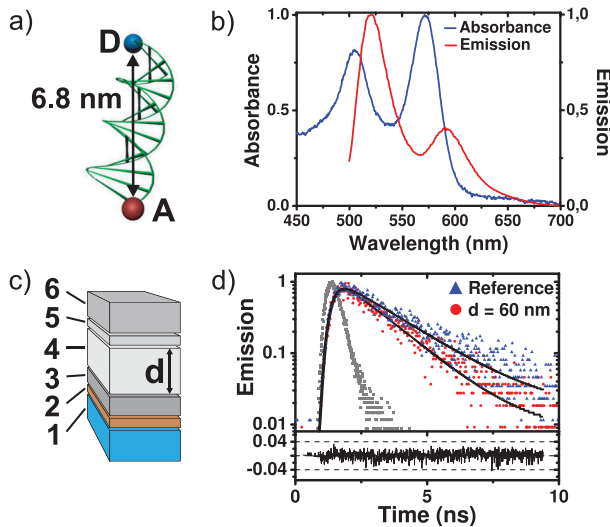 a)
D
6.8 nm
A
b)
Absorbance
Emission
1.0
0.5
0.0
Absorbance
1,0
0,5
0,0
Emission
450 500 550 600 650 700
Wavelength (nm)
c)
6
5
4
3
2
1
d
d)
Reference
d = 60 nm
1
0.1
0.01
Emission
0.04
-0.04
0 5 10
Time (ns)